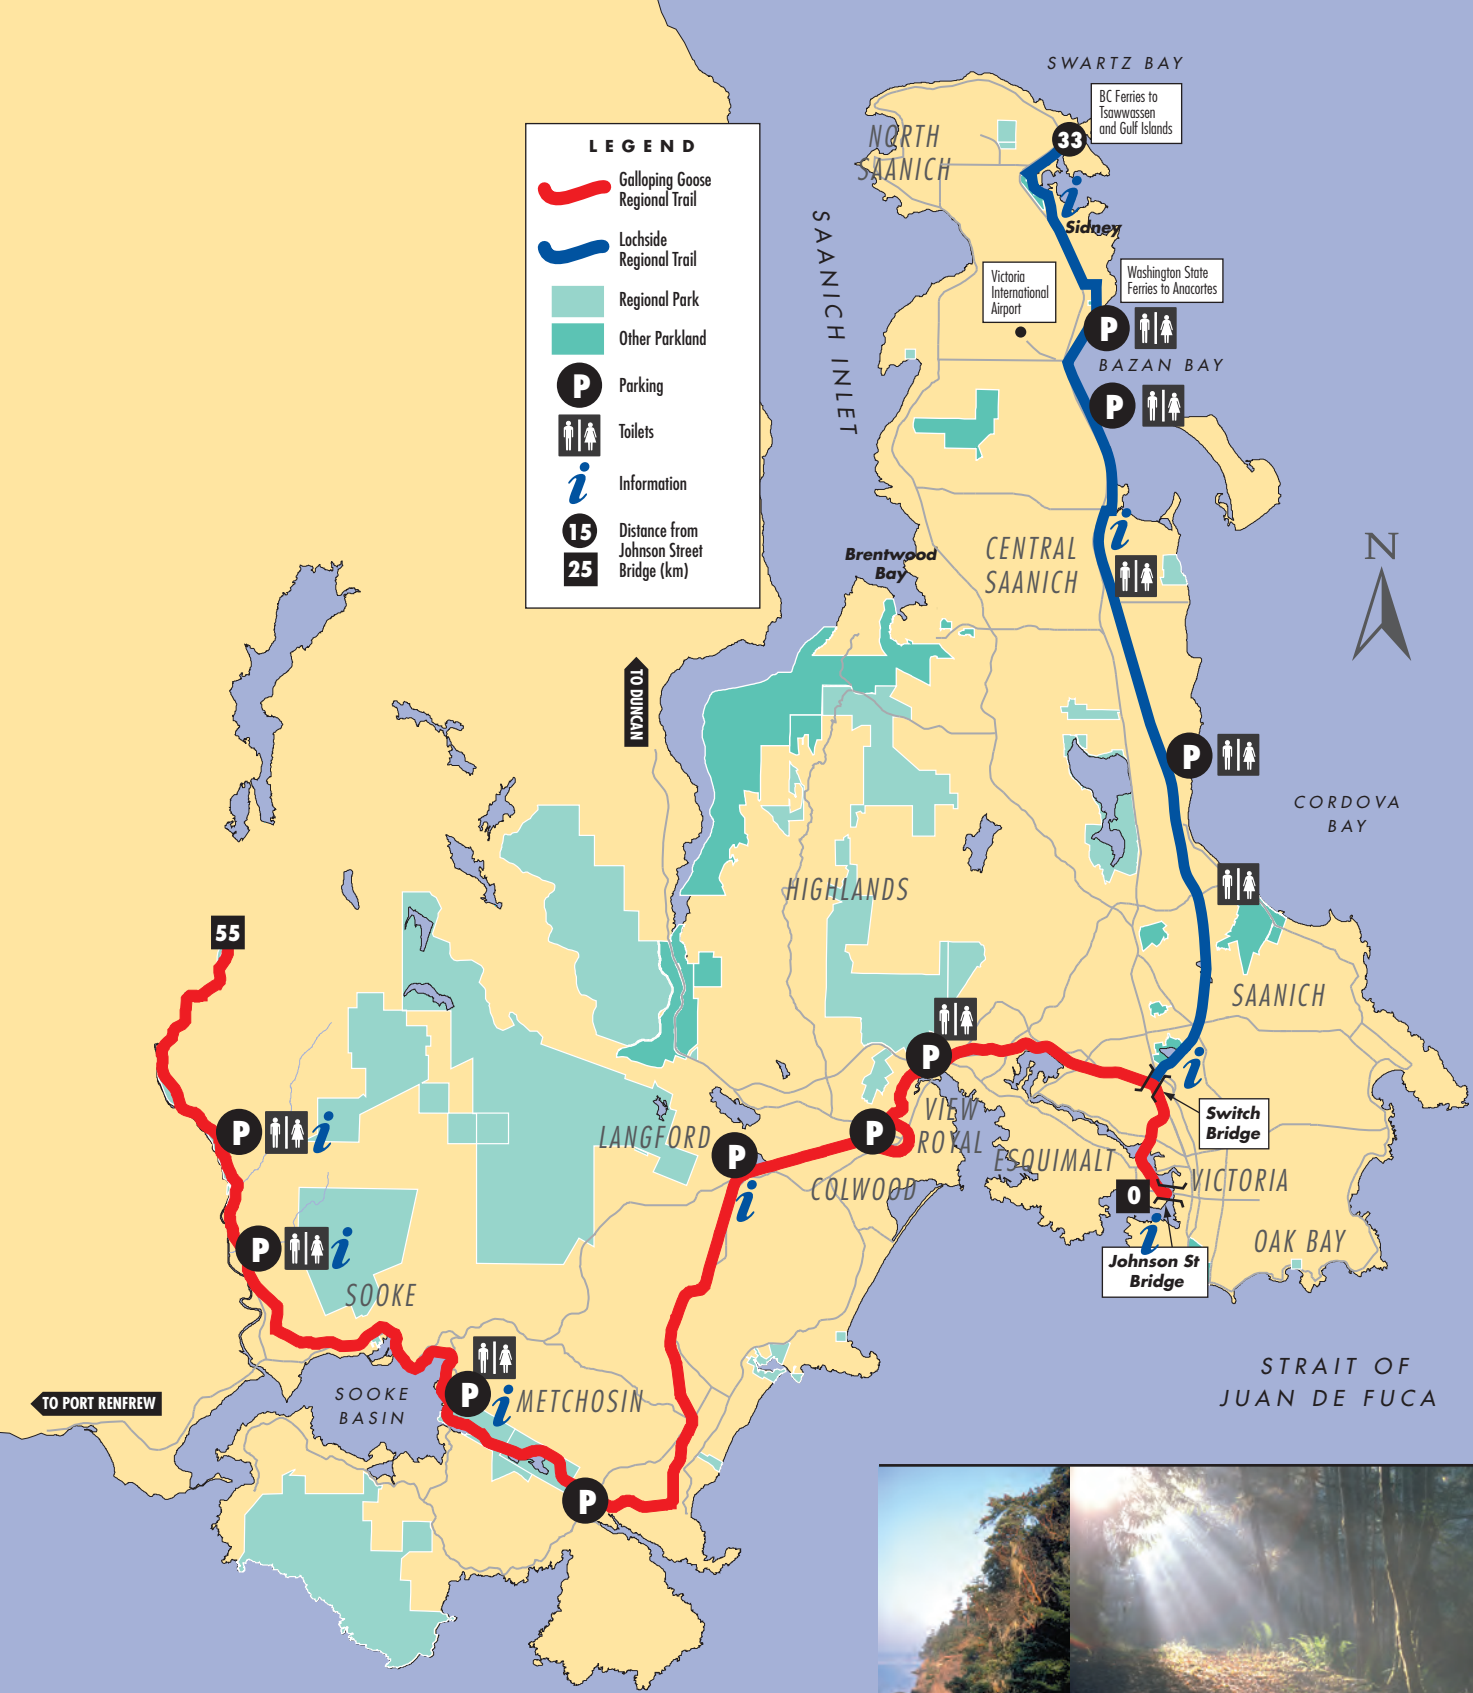 SWARTZ BAY
BC Ferries to
Tsawwassen
and Gulf Islands
33
NORTH
SAANICH
LEGEND
Galloping Goose
Regional Trail
Lochside
Regional Trail
Regional Park
Other Parkland
P
Parking
Toilets
i
Information
15
25
Distance from
Johnson Street
Bridge (km)
SAANICH INLET
i
Sidney
Victoria
International
Airport
Washington State
Ferries to Anacortes
P
BAZAN BAY
P
i
CENTRAL
SAANICH
Brentwood
Bay
N
TO DUNCAN
P
CORDOVA
BAY
HIGHLANDS
55
SAANICH
P
i
Switch
Bridge
VIEW
ROYAL
P
P
i
LANGFORD
P
i
COLWOOD
ESQUIMALT
VICTORIA
0
i
Johnson St
Bridge
OAK BAY
P
i
SOOKE
STRAIT OF
JUAN DE FUCA
TO PORT RENFREW
SOOKE
BASIN
P
i
METCHOSIN
P